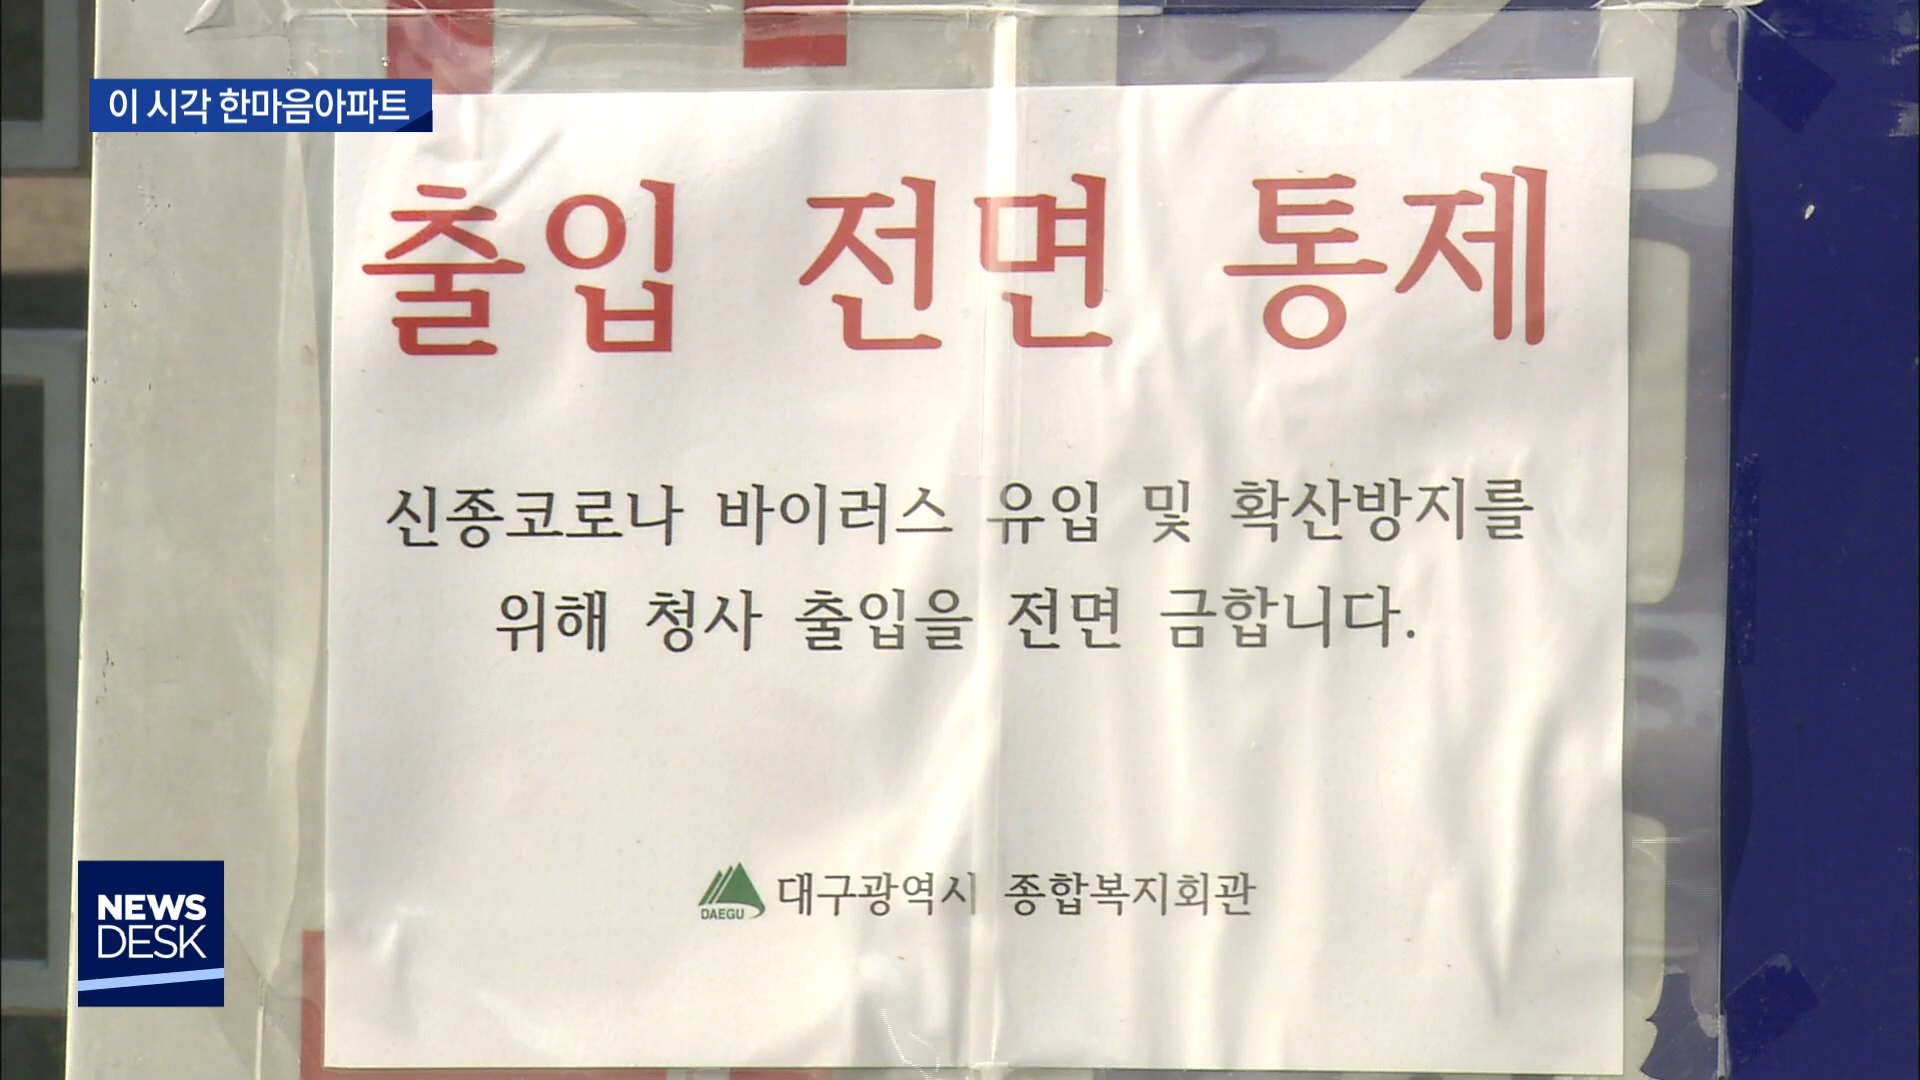 이 시각 한마음아파트
출입 전면 통제
신종코로나 바이러스 유입 및 확산방지를
위해 청사 출입을 전면 금합니다.
DAEGU 대구광역시 종합복지회관
NEWS
DESK